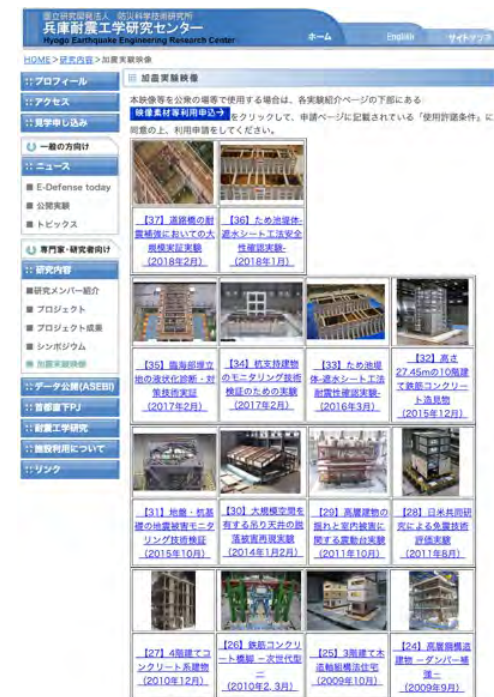 国立研究開発法人 防災科学技術研究所
兵庫耐震工学研究センター
Hyogo Earthquake Engineering Research Center
ホーム
English
サイトマップ
HOME>研究内容>加震実験映像
プロフィール
アクセス
見学申し込み
一般の方向け
ニュース
E-Defense today
公開実験
トピックス
専門家・研究者向け
研究内容
研究メンバー紹介
プロジェクト
プロジェクト成果
シンポジウム
加震実験映像
データ公開(ASEBI)
首都直下PJ
耐震工学研究
施設利用について
リンク
加震実験映像
本映像等を公衆の場等で使用する場合は、各実験紹介ページの下部にある
映像素材等利用申込→ をクリックして、申請ページに記載されている「使用許諾条件」に
同意の上、利用申請をしてください。
【37】道路橋の耐
震補強においての大
規模実証実験
(2018年2月)
【36】ため池堤体-
遮水シート工法安全
性確認実験-
(2018年1月)
【35】臨海部埋立
地の液状化診断・対
策技術実証
(2017年2月)
【34】杭支持建物
のモニタリング技術
検証のための実験
(2017年2月)
【33】ため池堤
体-遮水シート工法
耐震性確認実験-
(2016年3月)
【32】高さ
27.45mの10階建
て鉄筋コンクリー
ト造見物
(2015年12月)
【31】地盤・杭基
礎の地震被害モニタ
リング技術検証
(2015年10月)
【30】大規模空間を
有する吊り天井の脱
落被害再現実験
(2014年1月2月)
【29】高層建物の
揺れと室内被害に
関する震動台実験
(2011年10月)
【28】日米共同研
究による免震技術
評価実験
(2011年8月)
【27】4階建てコ
ンクリート系建物
(2010年12月)
【26】鉄筋コンクリ
ート橋脚 -次世代型
-
(2010年2, 3月)
【25】3階建て木
造軸組構法住宅
(2009年10月)
【24】高層鋼構造
建物 -ダンパー補
強-
(2009年9月)